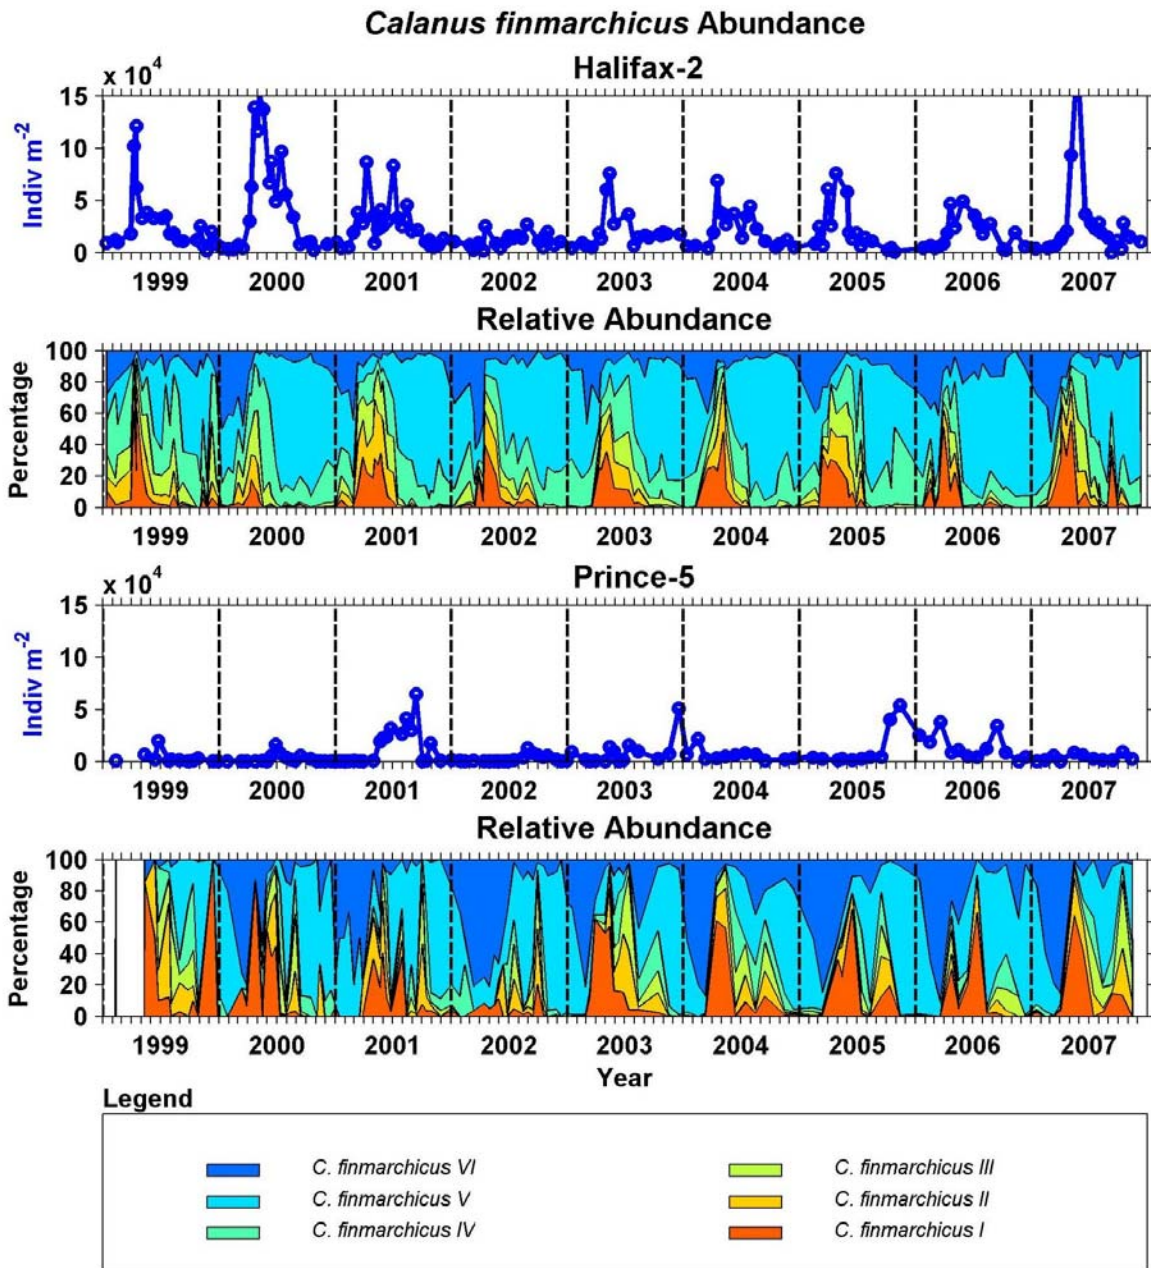 Calanus finmarchicus Abundance
Halifax-2
x 10⁴
15
10
5
0
Indiv m⁻²
1999 2000 2001 2002 2003 2004 2005 2006 2007
Relative Abundance
100
80
60
40
20
0
Percentage
1999 2000 2001 2002 2003 2004 2005 2006 2007
Prince-5
x 10⁴
15
10
5
0
Indiv m⁻²
1999 2000 2001 2002 2003 2004 2005 2006 2007
Relative Abundance
100
80
60
40
20
0
Percentage
1999 2000 2001 2002 2003 2004 2005 2006 2007
Year
Legend
C. finmarchicus VI
C. finmarchicus V
C. finmarchicus IV
C. finmarchicus III
C. finmarchicus II
C. finmarchicus I